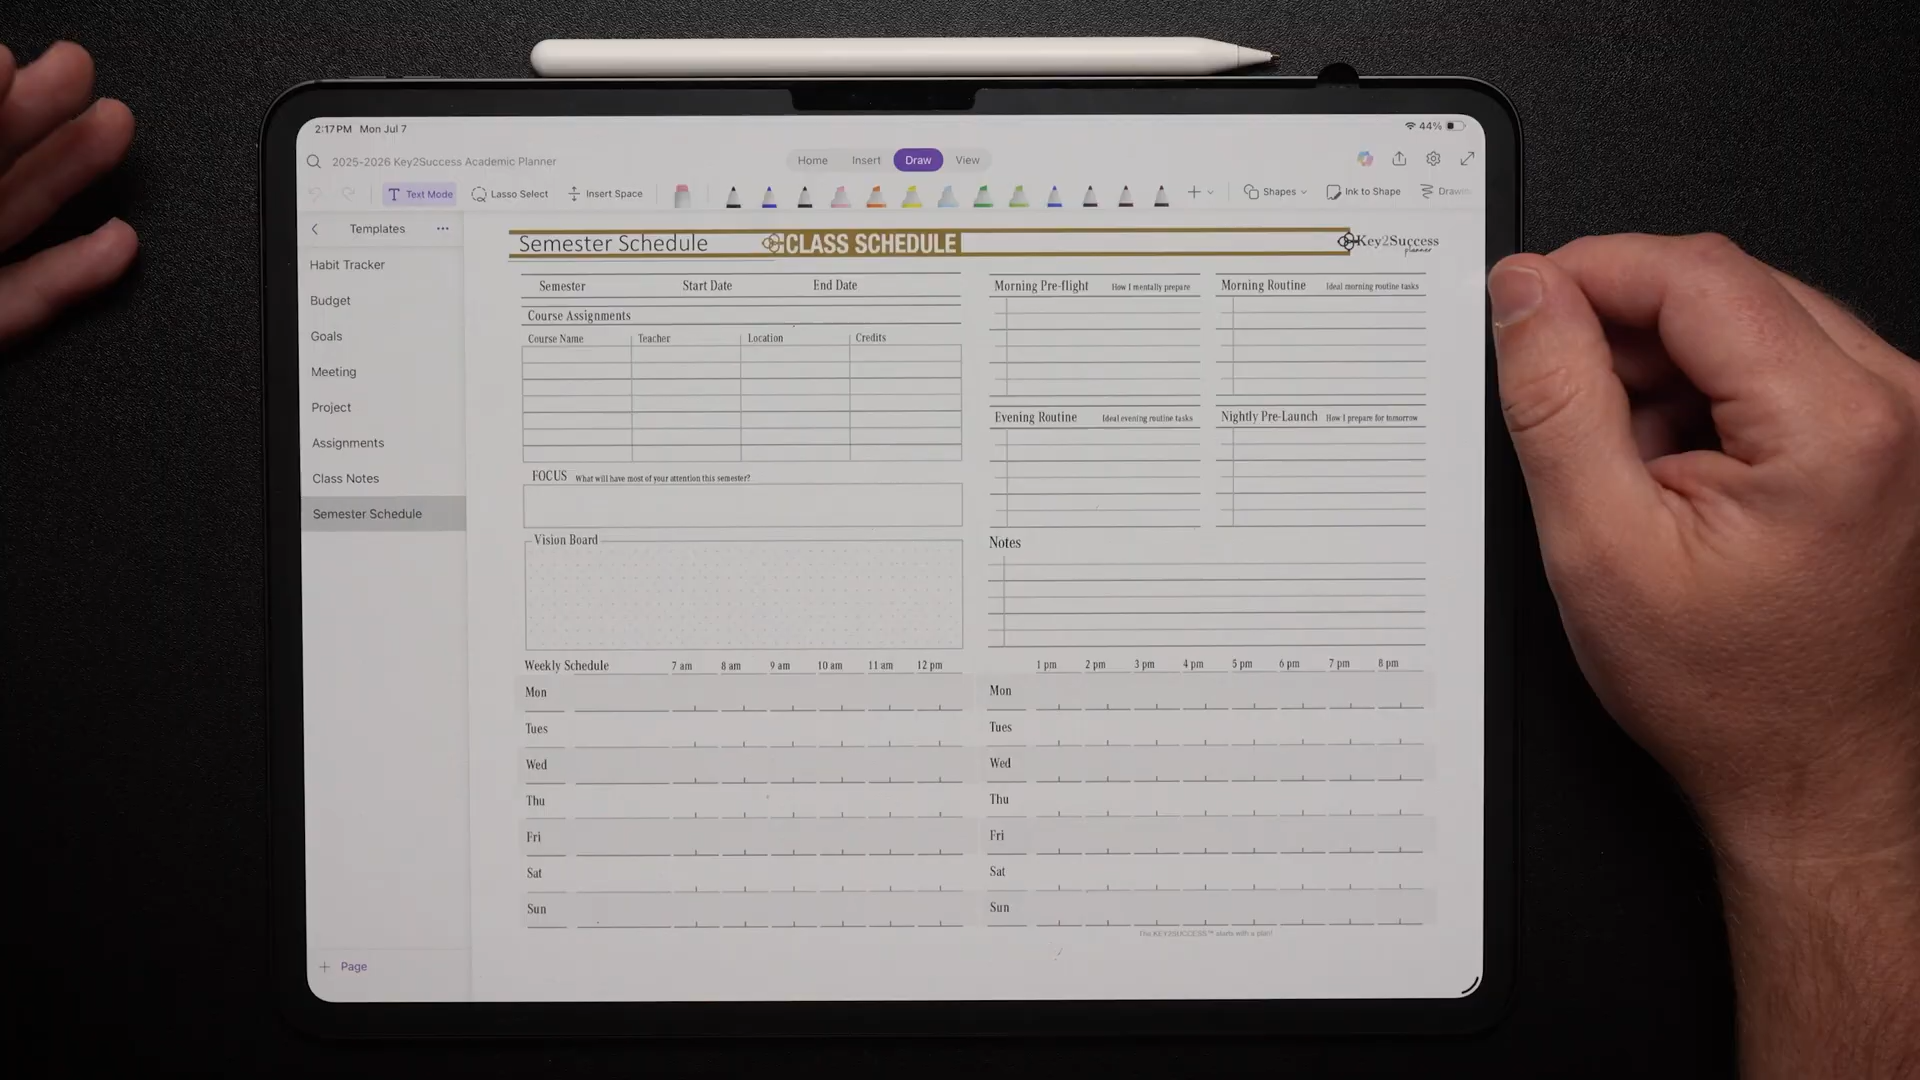 2:17 PM Mon Jul 7
44%
2025-2026 Key2Success Academic Planner
Home Insert Draw View
Text Mode Lasso Select Insert Space Shapes Ink to Shape
Templates
Habit Tracker
Budget
Goals
Meeting
Project
Assignments
Class Notes
Semester Schedule
+ Page
Semester Schedule CLASS SCHEDULE Key2Success
planner
Semester Start Date End Date
Course Assignments
Course Name Teacher Location Credits
FOCUS What will have most of your attention this semester?
Vision Board
Morning Pre-flight How I mentally prepare
Morning Routine Ideal morning routine tasks
Evening Routine Ideal evening routine tasks
Nightly Pre-Launch How I prepare for tomorrow
Notes
Weekly Schedule 7 am 8 am 9 am 10 am 11 am 12 pm
Mon
Tues
Wed
Thu
Fri
Sat
Sun
1 pm 2 pm 3 pm 4 pm 5 pm 6 pm 7 pm 8 pm
Mon
Tues
Wed
Thu
Fri
Sat
Sun
The KEY2SUCCESS™ starts with a plan!